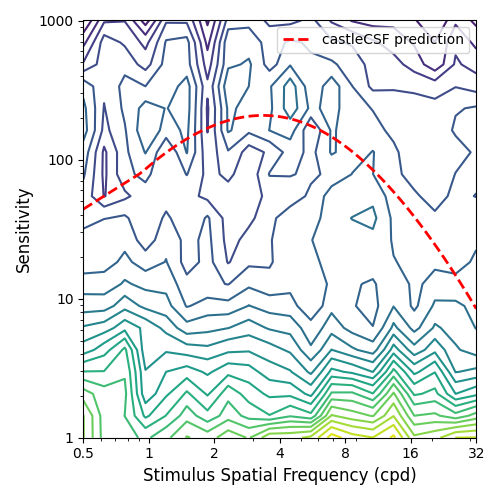 castleCSF prediction
1000
100
10
1
Sensitivity
0.5 1 2 4 8 16 32
Stimulus Spatial Frequency (cpd)